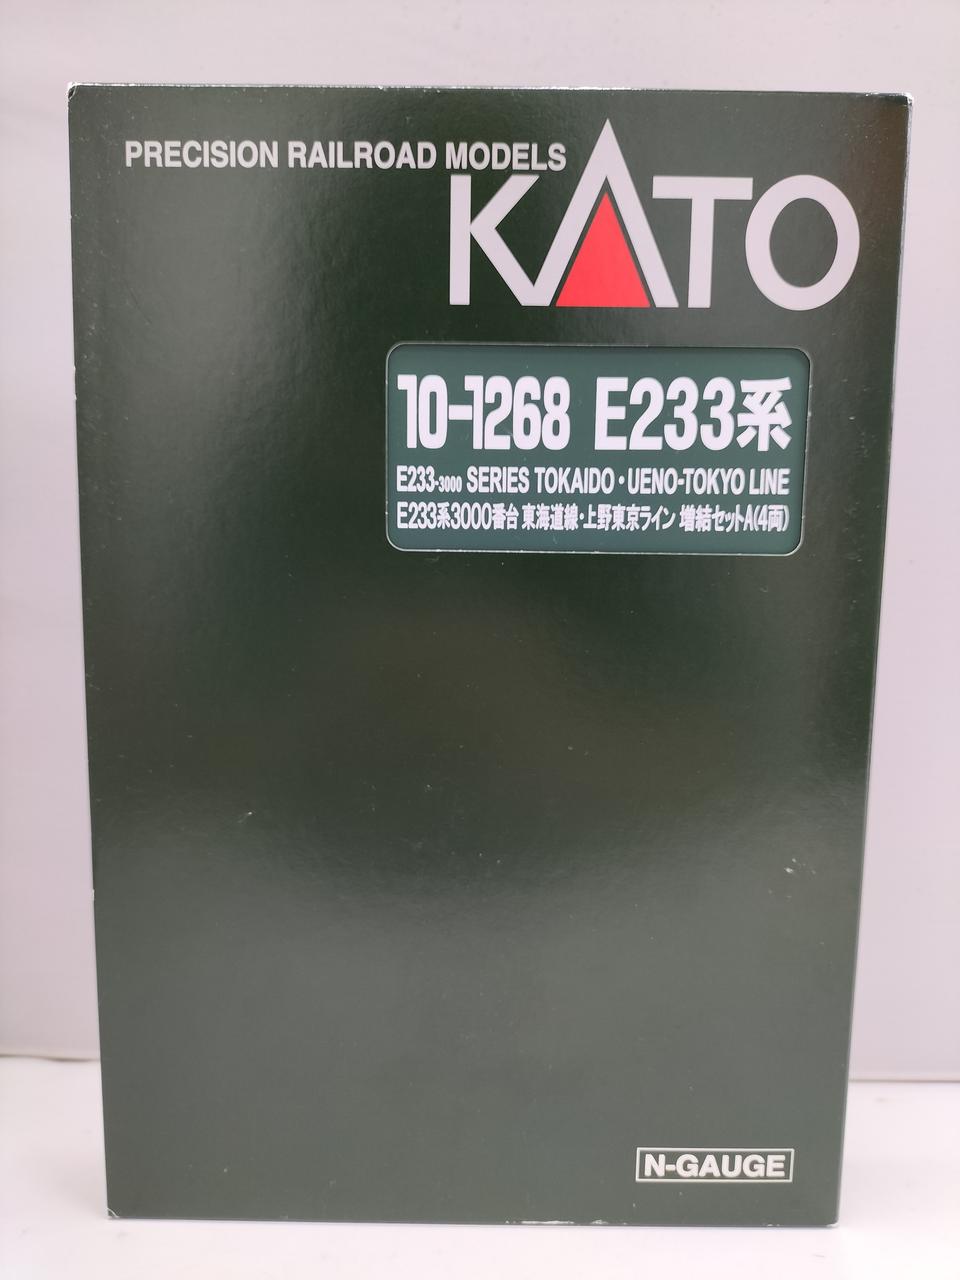 PRECISION RAILROAD MODELS
KATO
10-1268 E233系
E233-3000 SERIES TOKAIDO・UENO-TOKYO LINE
E233系3000番台 東海道線・上野東京ライン 増結セットA(4両)
N-GAUGE